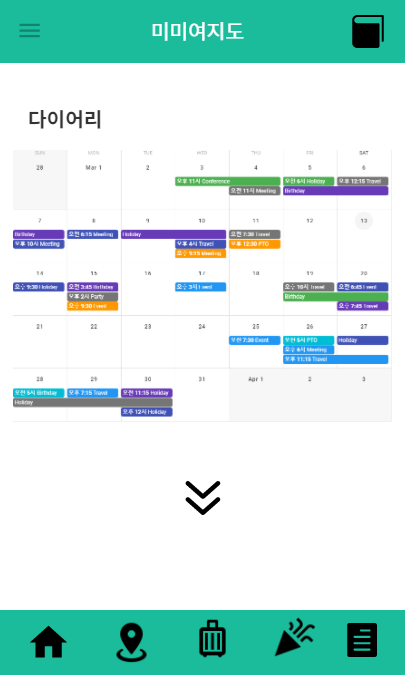 미미여지도
다이어리
SUN MON TUE WED THU FRI SAT
28 Mar 1 2 3 4 5 6
오후 11시 Conference 오전 6시 Holiday 오후 12:15 Travel
오전 11시 Meeting Birthday
7 8 9 10 11 12 13
Birthday 오전 6:15 Meeting Holiday 오전 7:30 Travel
오후 10시 Meeting 오후 4시 Travel 오후 12:30 PTO
오후 1:15 Meeting
14 15 16 17 18 19 20
오후 9:30 Holiday 오전 3:45 Birthday 오후 3시 Event 오후 10시 Travel 오전 6:45 Event
오후 2시 Party Birthday
오후 9:30 Event 오후 7:45 Travel
21 22 23 24 25 26 27
오전 7:30 Event 오전 5시 PTO Holiday
오후 6시 Meeting
오후 11:15 Travel
28 29 30 31 Apr 1 2 3
오전 5시 Birthday 오후 7:15 Travel 오전 11:15 Holiday
Holiday
오후 12시 Holiday